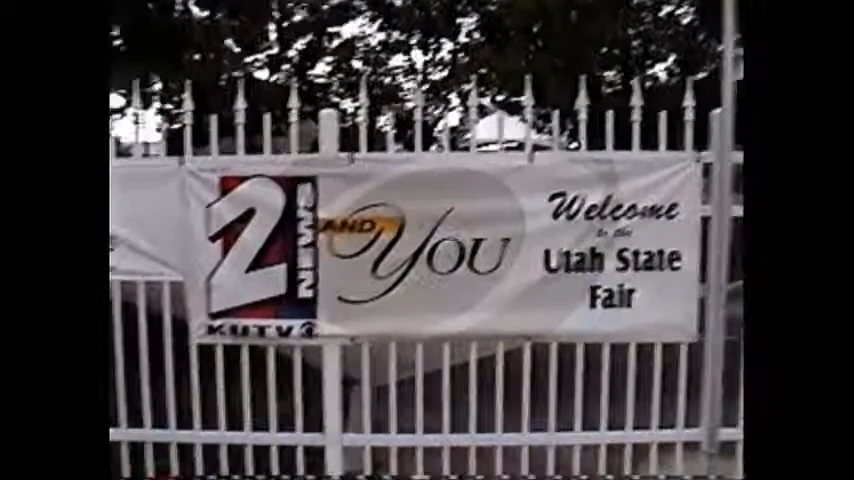 2
NEWS
KUTV
AND You
Welcome
to the
Utah State
Fair